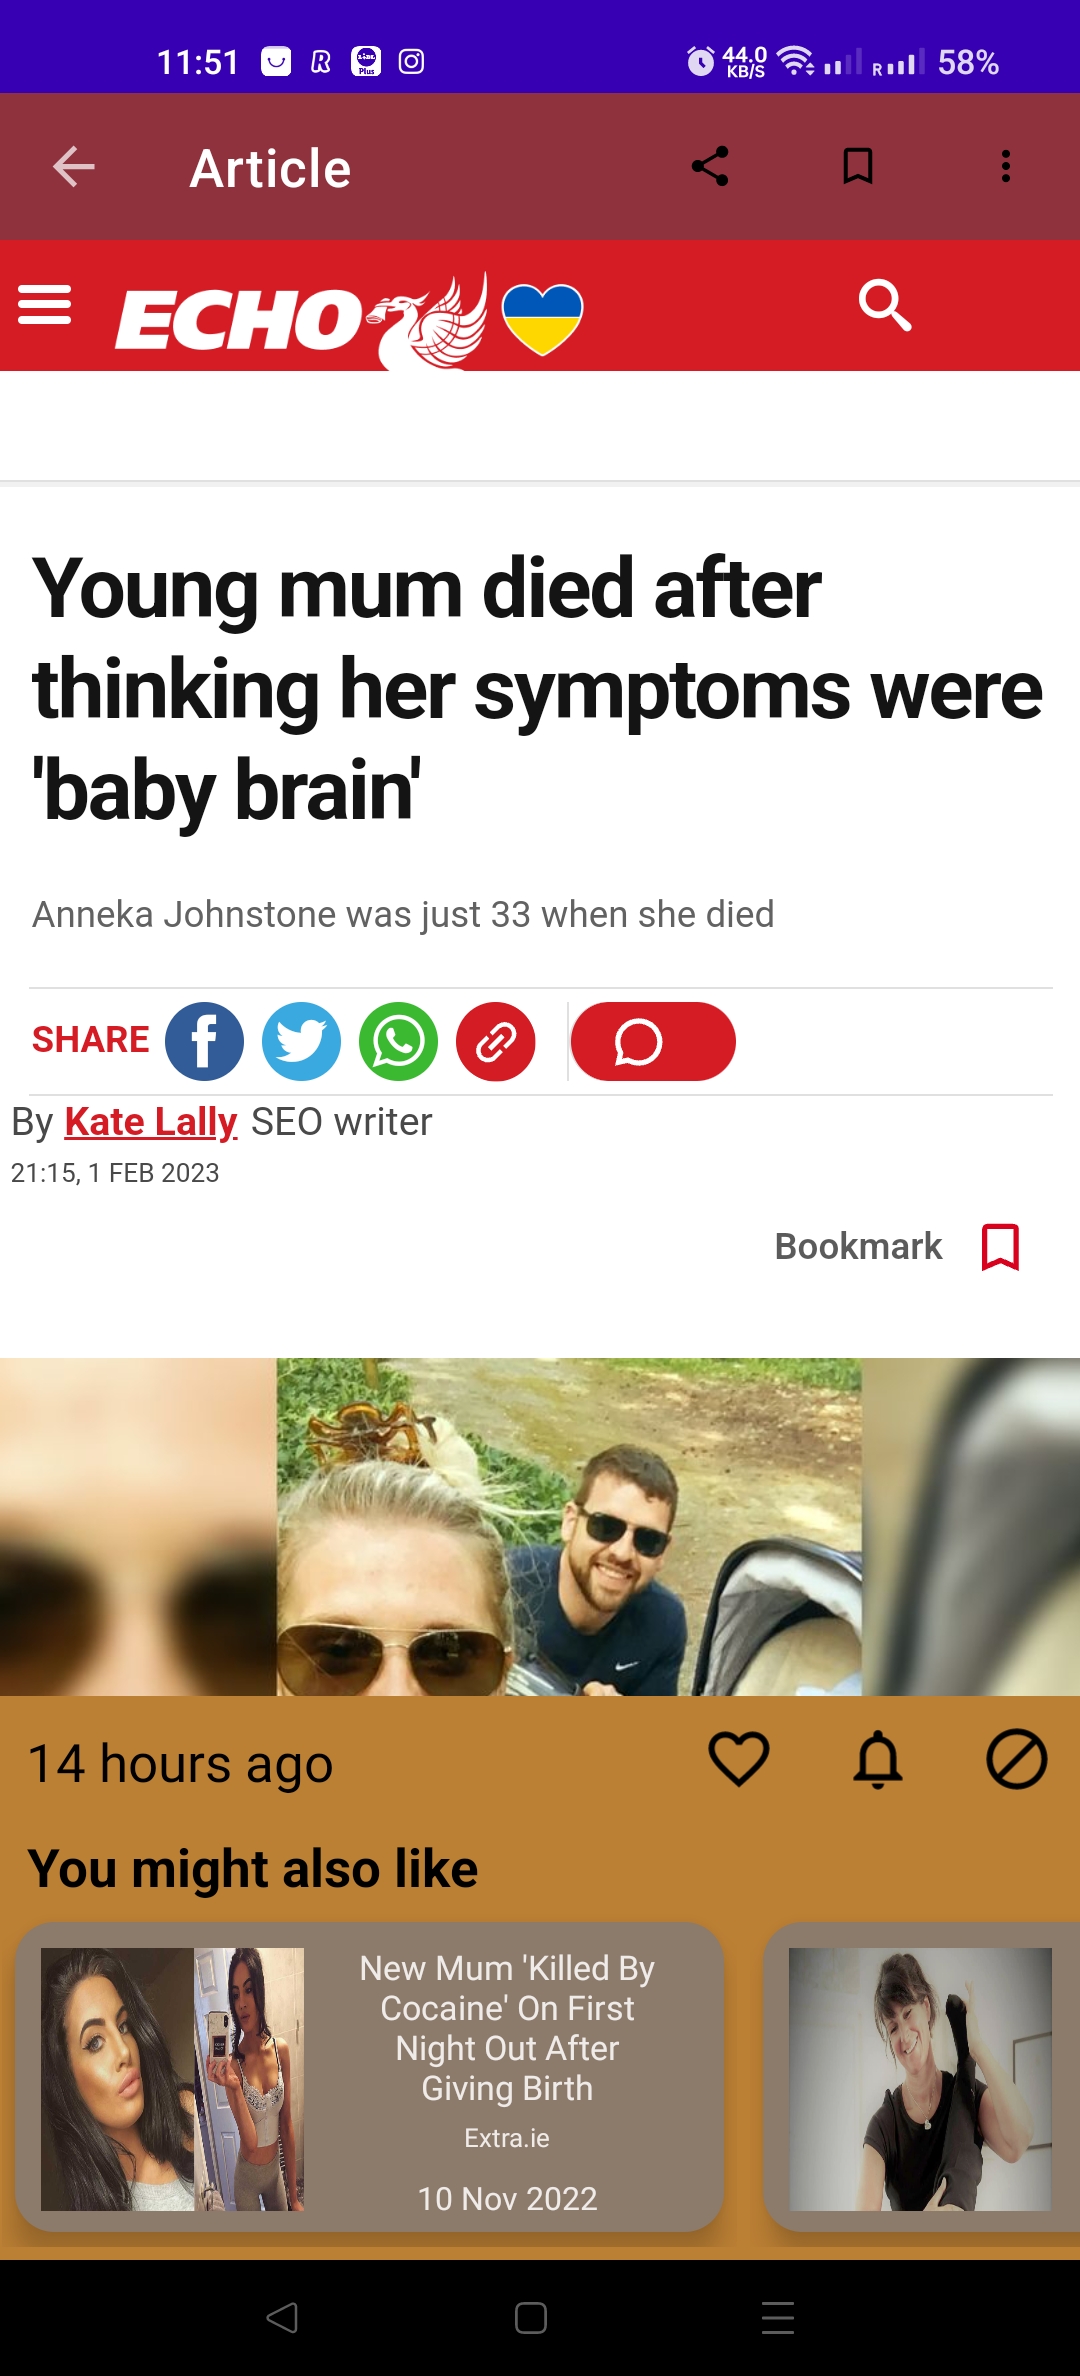 11:51
44.0
KB/S
R
58%
Article
ECHO
Young mum died after
thinking her symptoms were
'baby brain'
Anneka Johnstone was just 33 when she died
SHARE
By Kate Lally SEO writer
21:15, 1 FEB 2023
Bookmark
14 hours ago
You might also like
New Mum 'Killed By
Cocaine' On First
Night Out After
Giving Birth
Extra.ie
10 Nov 2022